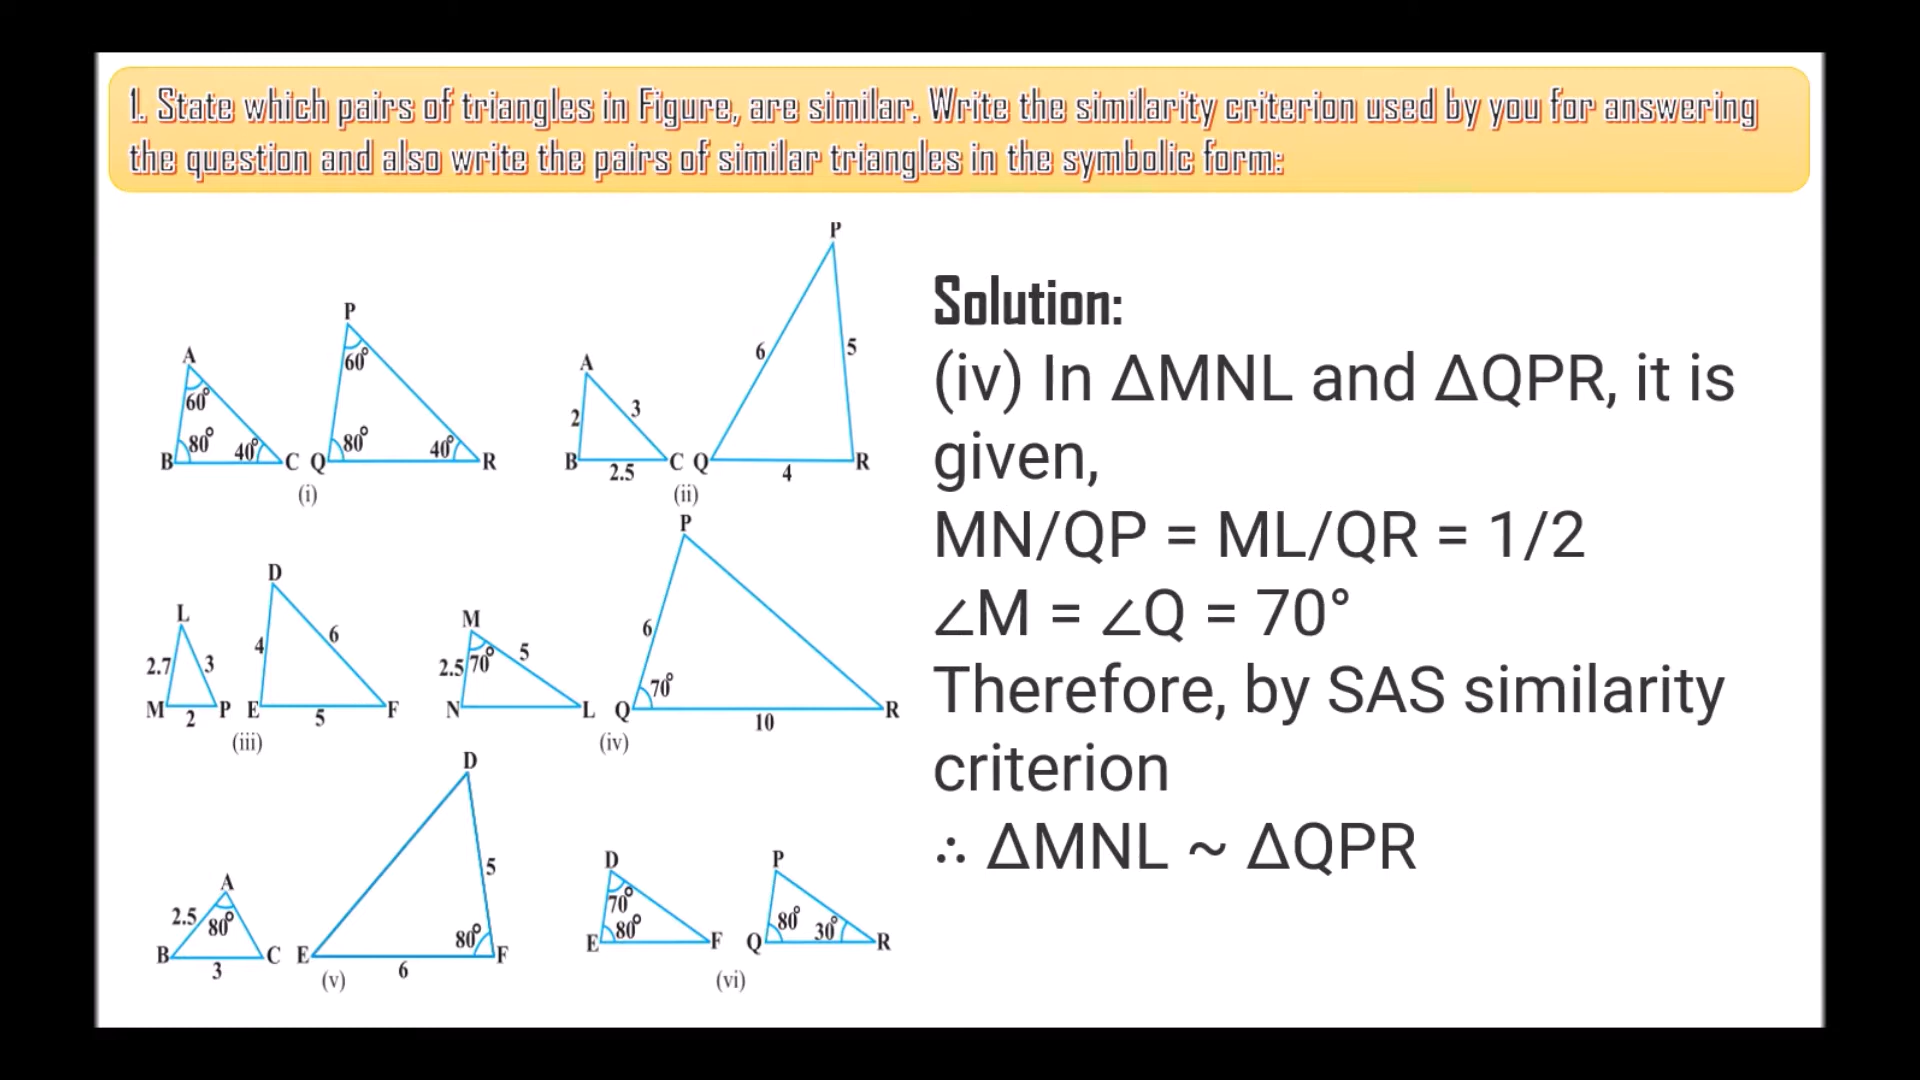 1. State which pairs of triangles in Figure, are similar. Write the similarity criterion used by you for answering
the question and also write the pairs of similar triangles in the symbolic form:
A
60°
B 80° 40° C
P
60°
Q 80° 40° R
(i)
A
2 3
B 2.5 C
P
6 5
Q 4 R
(ii)
L
2.7 3
M 2 P
D
4 6
E 5 F
(iii)
M
2.5 70° 5
N L
P
6
70°
Q 10 R
(iv)
A
2.5 80°
B 3 C
D
5
80°
E 6 F
(v)
D
70°
E 80° F
P
80° 30°
Q R
(vi)
Solution:
(iv) In ΔMNL and ΔQPR, it is
given,
MN/QP = ML/QR = 1/2
∠M = ∠Q = 70°
Therefore, by SAS similarity
criterion
∴ ΔMNL ~ ΔQPR